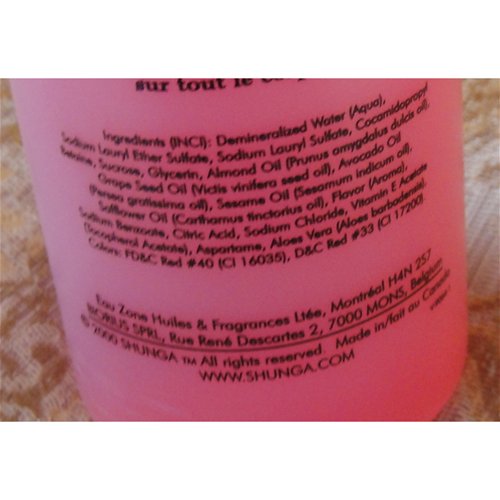 sur tout le
Ingredients (INCI): Demineralized Water (Aqua),
Sodium Lauryl Ether Sulfate, Sodium Lauryl Sulfate, Cocamidopropyl
Betaine, Sucrose, Glycerin, Almond Oil (Prunus amygdalus dulcis oil),
Grape Seed Oil (Victis vinifera seed oil), Avocado Oil
(Persea gratissima oil), Sesame Oil (Sesamum indicum oil),
Safflower Oil (Carthamus tinctorius oil), Flavor (Aroma),
Sodium Benzoate, Citric Acid, Sodium Chloride, Vitamin E Acetate
(Tocopherol Acetate), Aspartame, Aloes Vera (Aloes barbadensis),
Colors: FD&C Red #40 (CI 16035), D&C Red #33 (CI 17200)
Eau Zone Huiles & Fragrances Ltée, Montréal H4N 2S7
BORIUS SPRL, Rue René Descartes 2, 7000 MONS, Belgium
© 2000 SHUNGA TM All rights reserved. Made in/fait au Canada
WWW.SHUNGA.COM